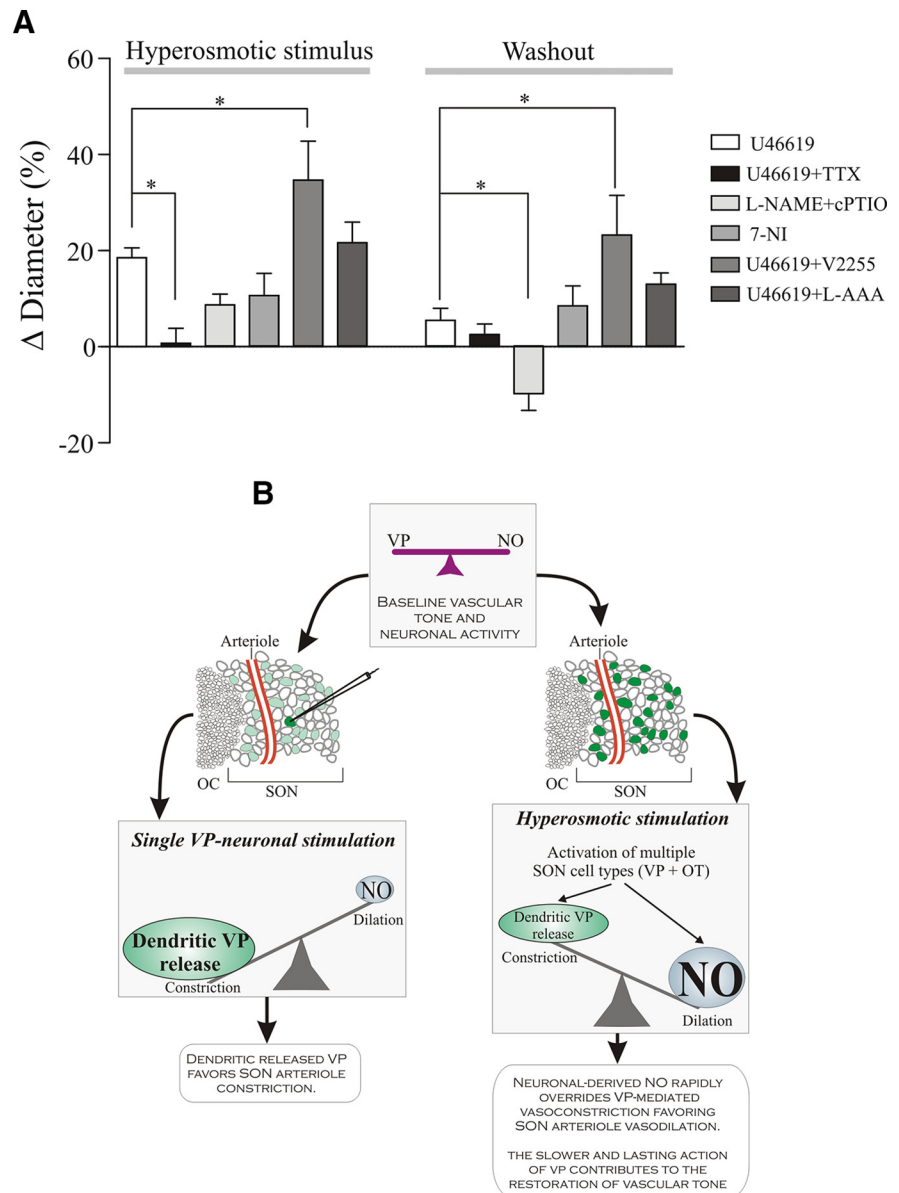 A
Hyperosmotic stimulus
Washout
Δ Diameter (%)
60
40
20
0
-20
*
*
*
*
U46619
U46619+TTX
L-NAME+cPTIO
7-NI
U46619+V2255
U46619+L-AAA
B
VP NO
BASELINE VASCULAR
TONE AND
NEURONAL ACTIVITY
Arteriole
OC
SON
Arteriole
OC
SON
Single VP-neuronal stimulation
NO
Dilation
Dendritic VP
release
Constriction
DENDRITIC RELEASED VP
FAVORS SON ARTERIOLE
CONSTRICTION.
Hyperosmotic stimulation
Activation of multiple
SON cell types (VP + OT)
Dendritic VP
release
Constriction
NO
Dilation
NEURONAL-DERIVED NO RAPIDLY
OVERRIDES VP-MEDIATED
VASOCONSTRICTION FAVORING
SON ARTERIOLE VASODILATION.
THE SLOWER AND LASTING ACTION
OF VP CONTRIBUTES TO THE
RESTORATION OF VASCULAR TONE